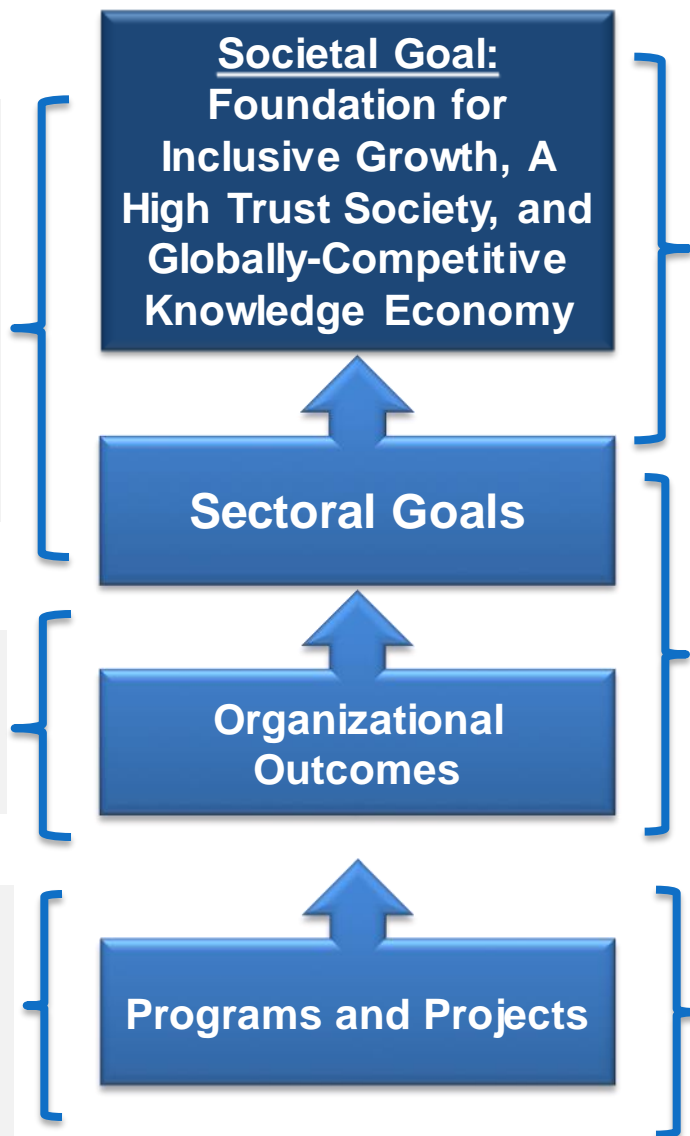 Societal Goal:
Foundation for
Inclusive Growth, A
High Trust Society, and
Globally-Competitive
Knowledge Economy
Sectoral Goals
Organizational
Outcomes
Programs and Projects